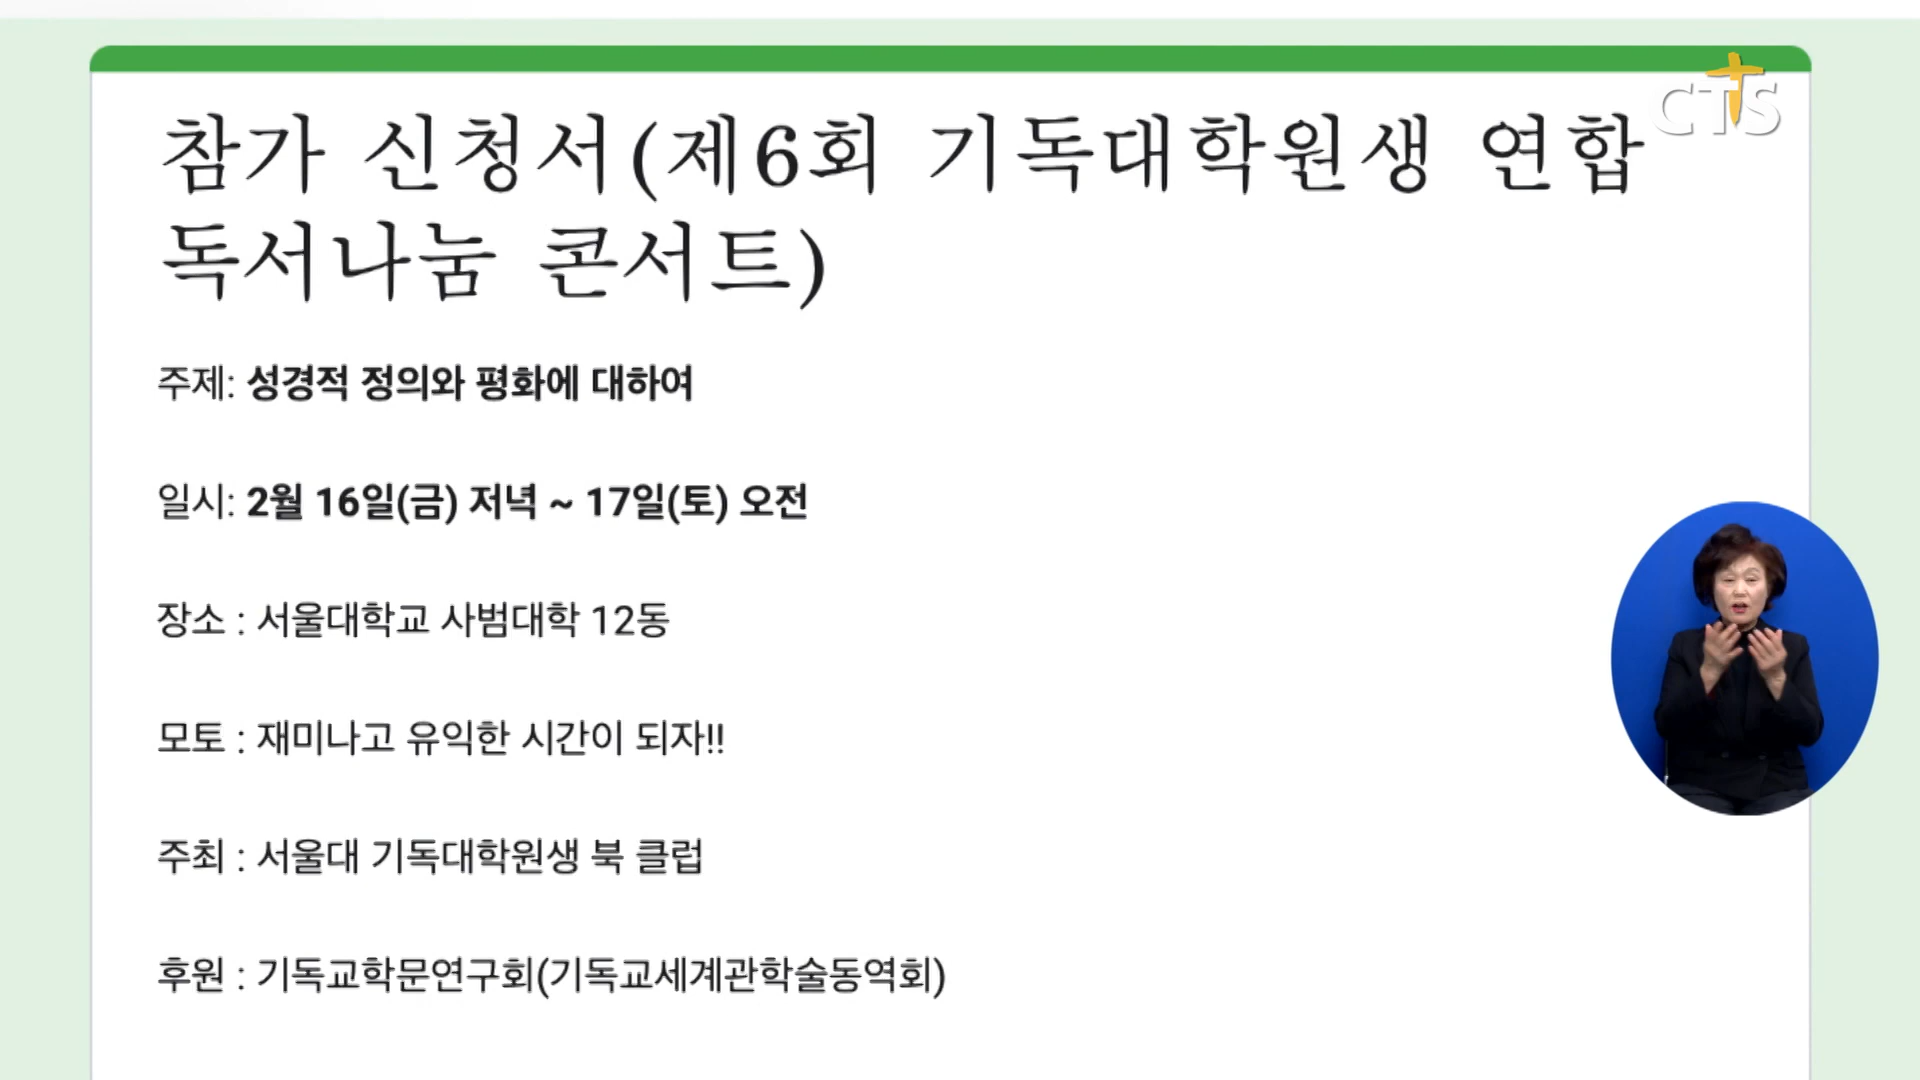 CTS
참가 신청서(제6회 기독대학원생 연합
독서나눔 콘서트)
주제: 성경적 정의와 평화에 대하여
일시: 2월 16일(금) 저녁 ~ 17일(토) 오전
장소 : 서울대학교 사범대학 12동
모토 : 재미나고 유익한 시간이 되자!!
주최 : 서울대 기독대학원생 북 클럽
후원 : 기독교학문연구회(기독교세계관학술동역회)